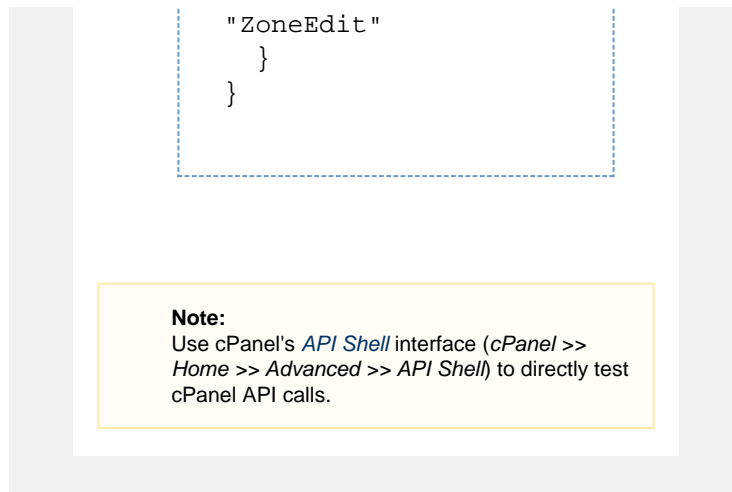 "ZoneEdit"
}
}
Note:
Use cPanel's API Shell interface (cPanel >>
Home >> Advanced >> API Shell) to directly test
cPanel API calls.